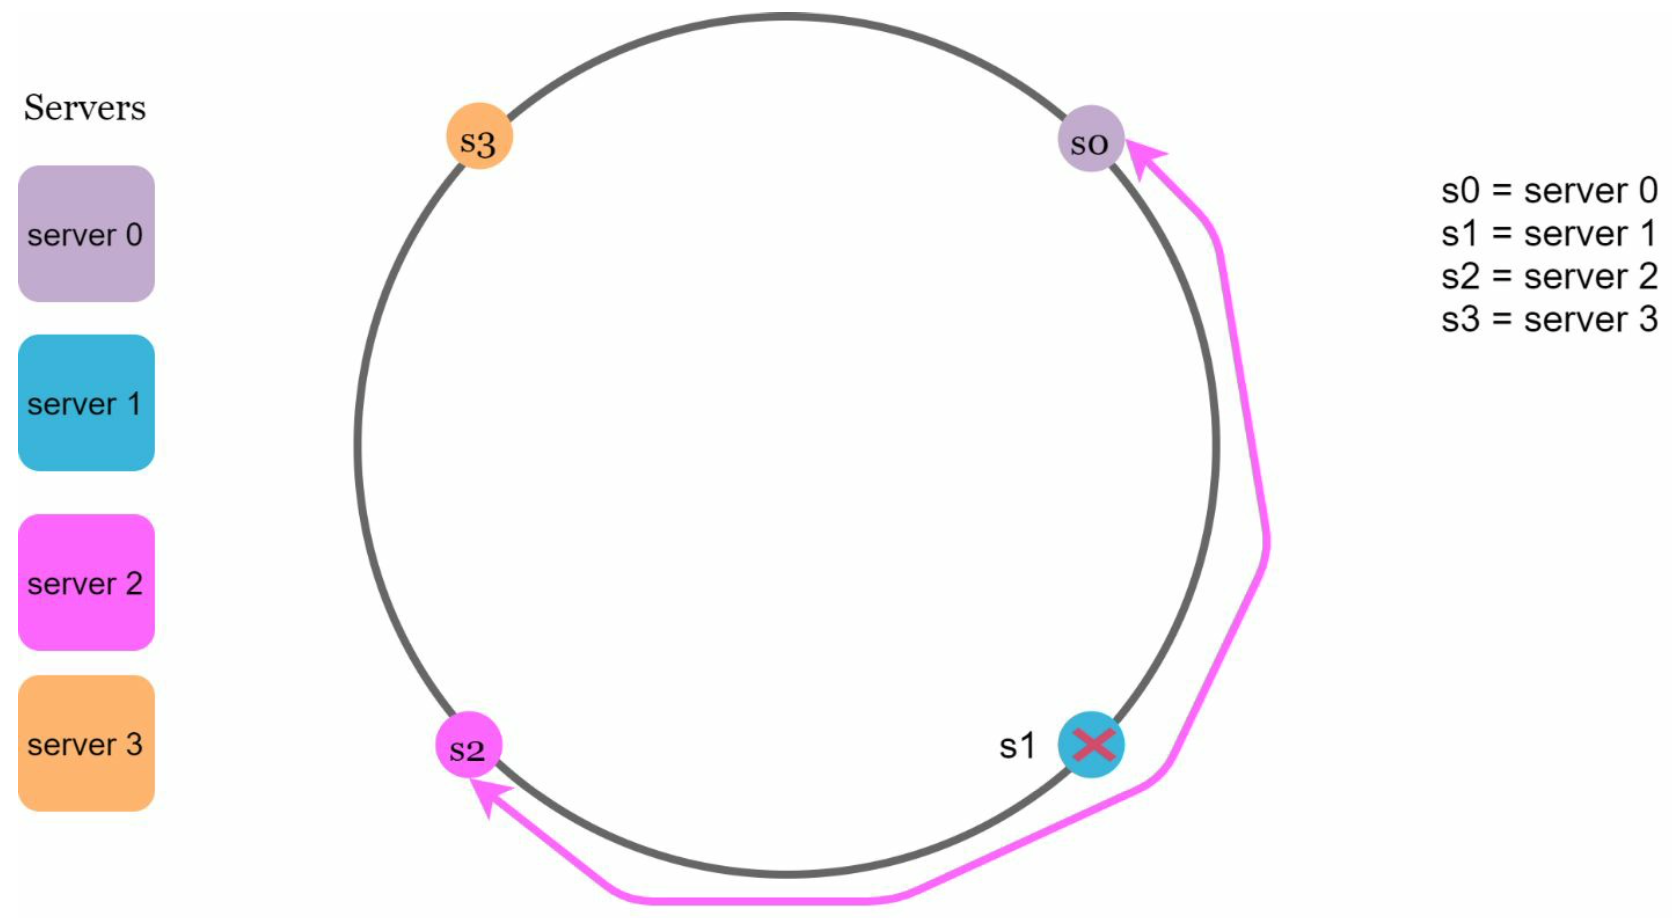 Servers
server 0
server 1
server 2
server 3
s3
s0
s1
s2
s0 = server 0
s1 = server 1
s2 = server 2
s3 = server 3